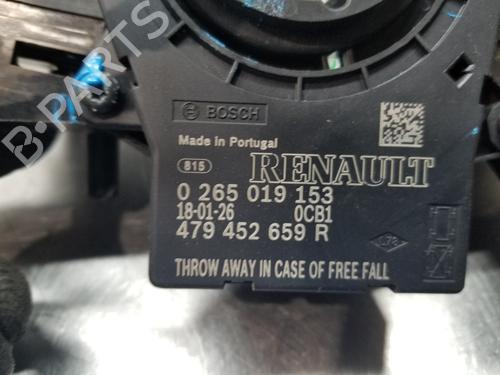 BOSCH
Made in Portugal
815
RENAULT
0 265 019 153
18-01-26 0CB1
479 452 659 R
THROW AWAY IN CASE OF FREE FALL
B-PARTS